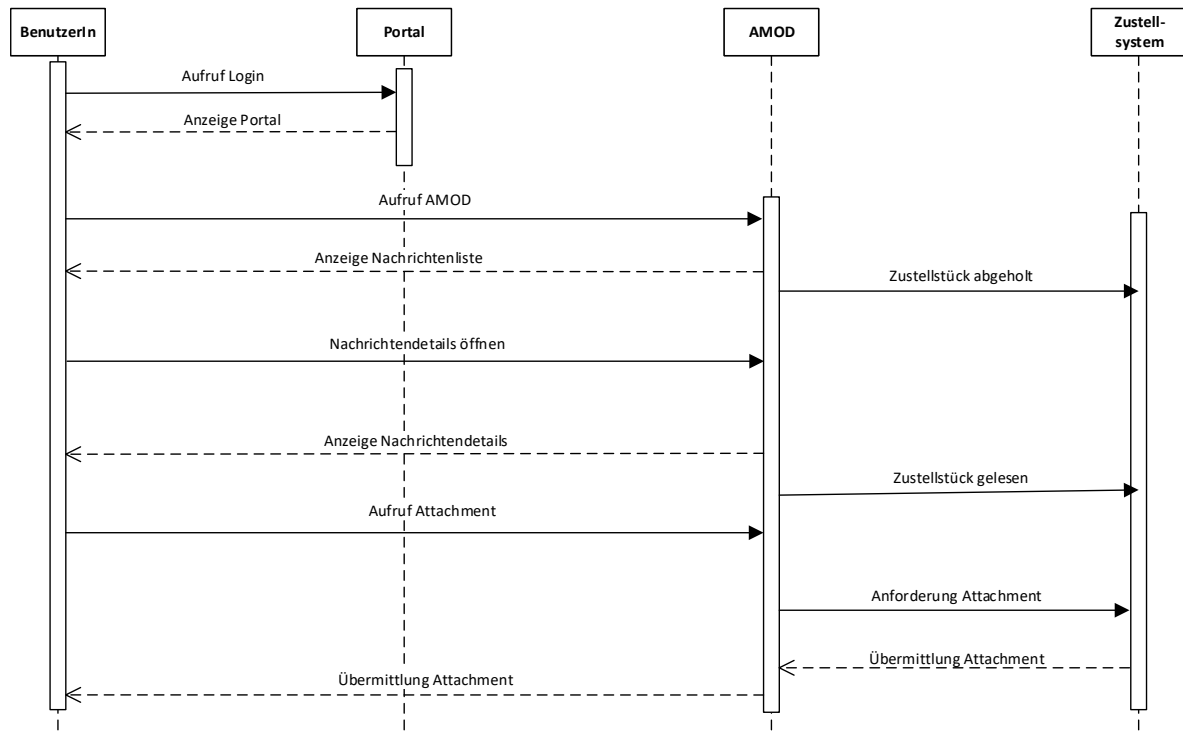 BenutzerIn
Portal
AMOD
Zustell-
system
Aufruf Login
Anzeige Portal
Aufruf AMOD
Anzeige Nachrichtenliste
Zustellstück abgeholt
Nachrichtendetails öffnen
Anzeige Nachrichtendetails
Zustellstück gelesen
Aufruf Attachment
Anforderung Attachment
Übermittlung Attachment
Übermittlung Attachment